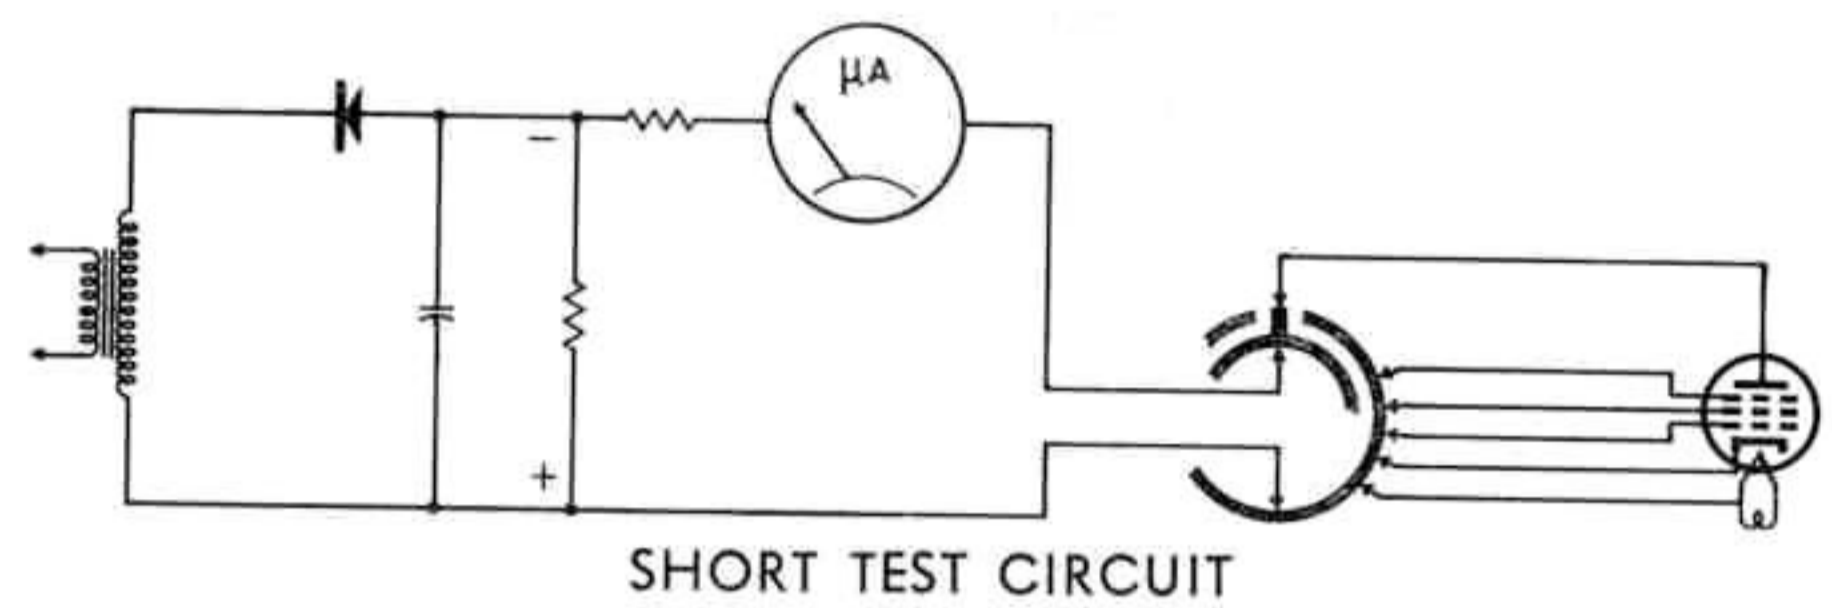 μA
−
+
SHORT TEST CIRCUIT